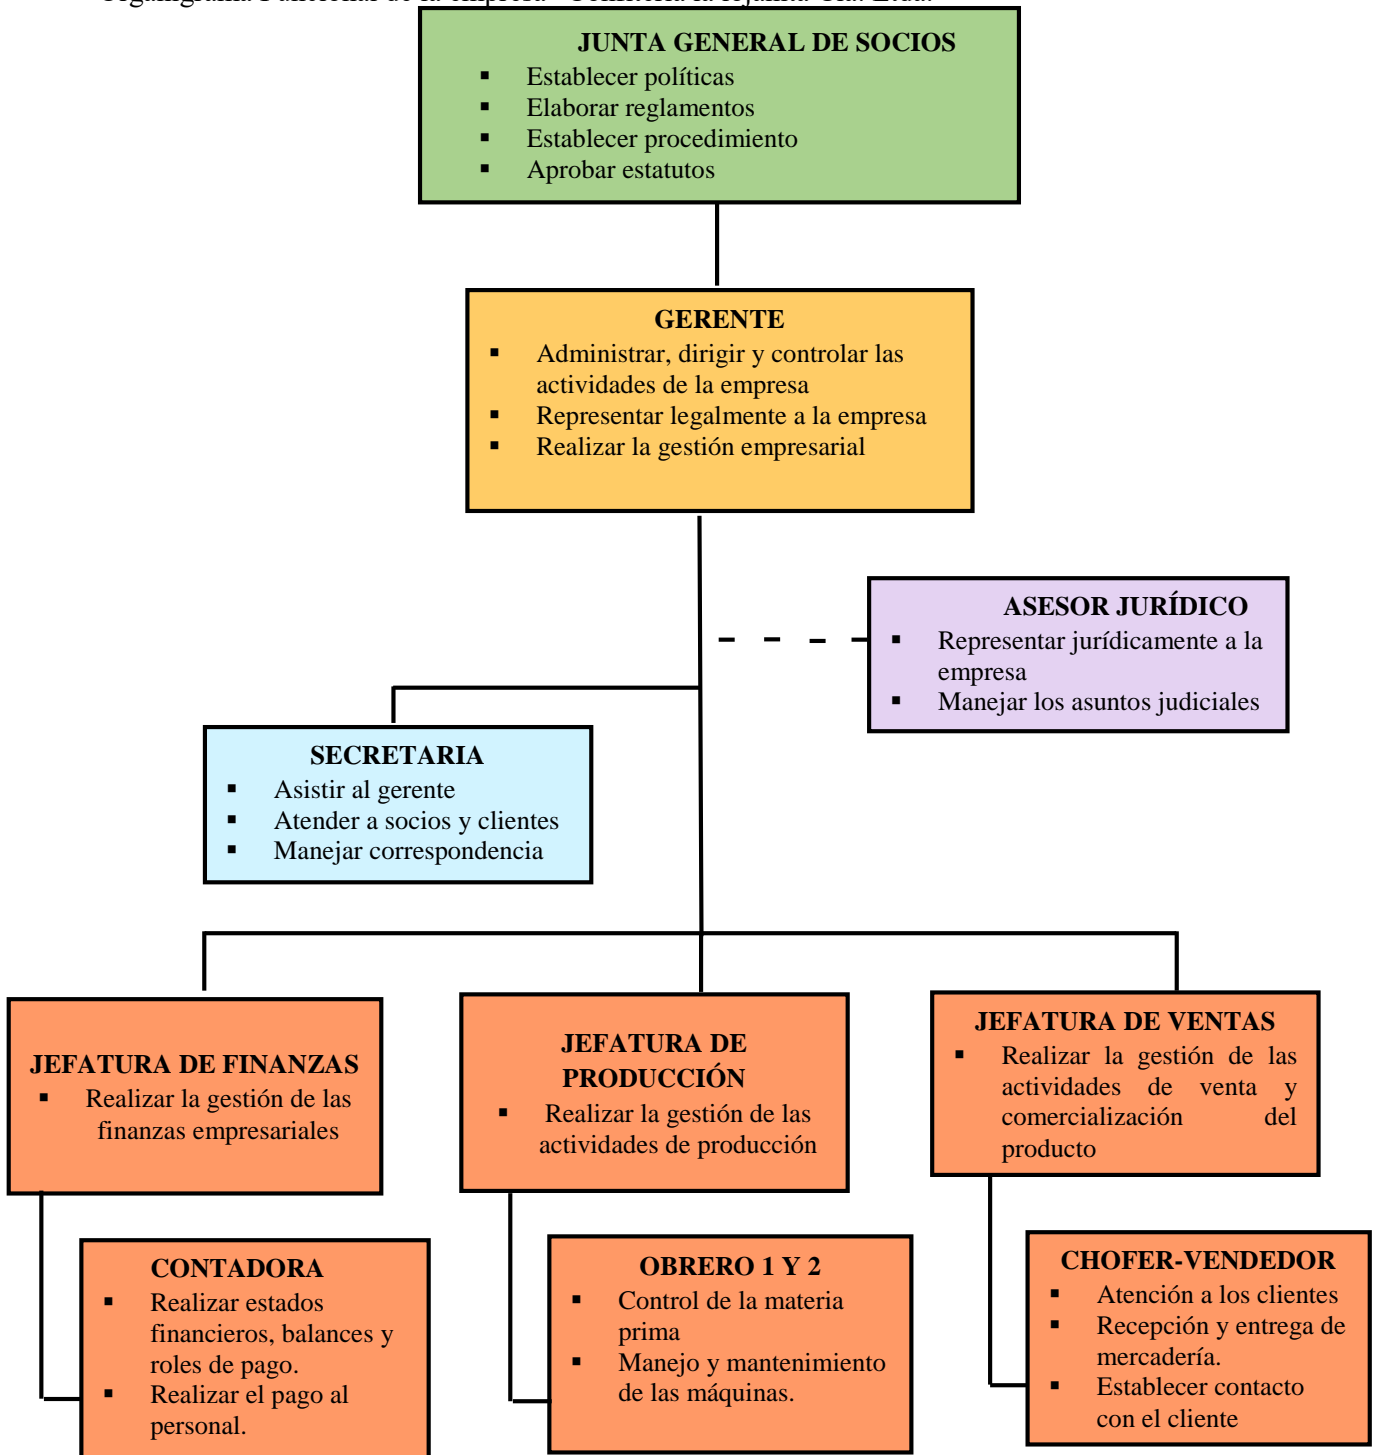 Organigrama Funcional de la empresa
JUNTA GENERAL DE SOCIOS
▪ Establecer políticas
▪ Elaborar reglamentos
▪ Establecer procedimiento
▪ Aprobar estatutos
GERENTE
▪ Administrar, dirigir y controlar las
actividades de la empresa
▪ Representar legalmente a la empresa
▪ Realizar la gestión empresarial
ASESOR JURÍDICO
▪ Representar jurídicamente a la
empresa
▪ Manejar los asuntos judiciales
SECRETARIA
▪ Asistir al gerente
▪ Atender a socios y clientes
▪ Manejar correspondencia
JEFATURA DE FINANZAS
▪ Realizar la gestión de las
finanzas empresariales
JEFATURA DE
PRODUCCIÓN
▪ Realizar la gestión de las
actividades de producción
JEFATURA DE VENTAS
▪ Realizar la gestión de las
actividades de venta y
comercialización del
producto
CONTADORA
▪ Realizar estados
financieros, balances y
roles de pago.
▪ Realizar el pago al
personal.
OBRERO 1 Y 2
▪ Control de la materia
prima
▪ Manejo y mantenimiento
de las máquinas.
CHOFER-VENDEDOR
▪ Atención a los clientes
▪ Recepción y entrega de
mercadería.
▪ Establecer contacto
con el cliente